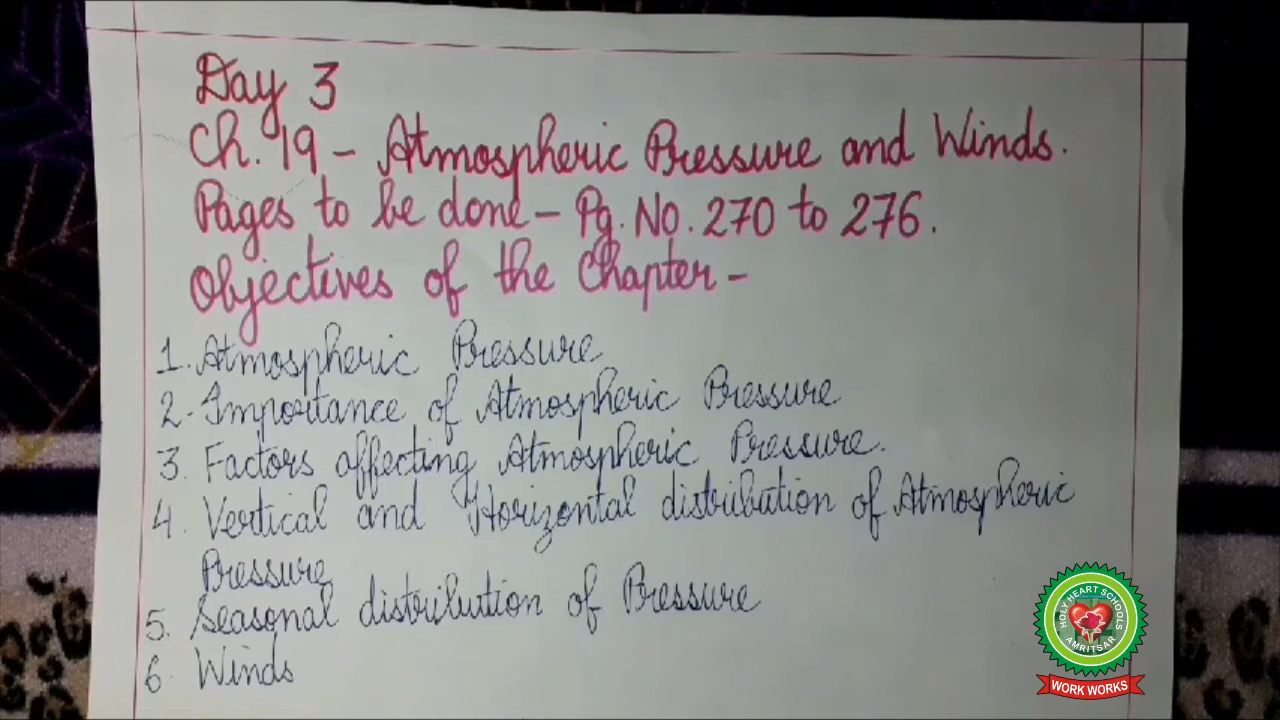 Day 3
Ch. 19 - Atmospheric Pressure and Winds.
Pages to be done - Pg. No. 270 to 276.
Objectives of the Chapter -
1. Atmospheric Pressure
2. Importance of Atmospheric Pressure
3. Factors affecting Atmospheric Pressure.
4. Vertical and Horizontal distribution of Atmospheric
Pressure
5. Seasonal distribution of Pressure
6. Winds
HOLY HEART SCHOOLS
AMRITSAR
WORK WORKS